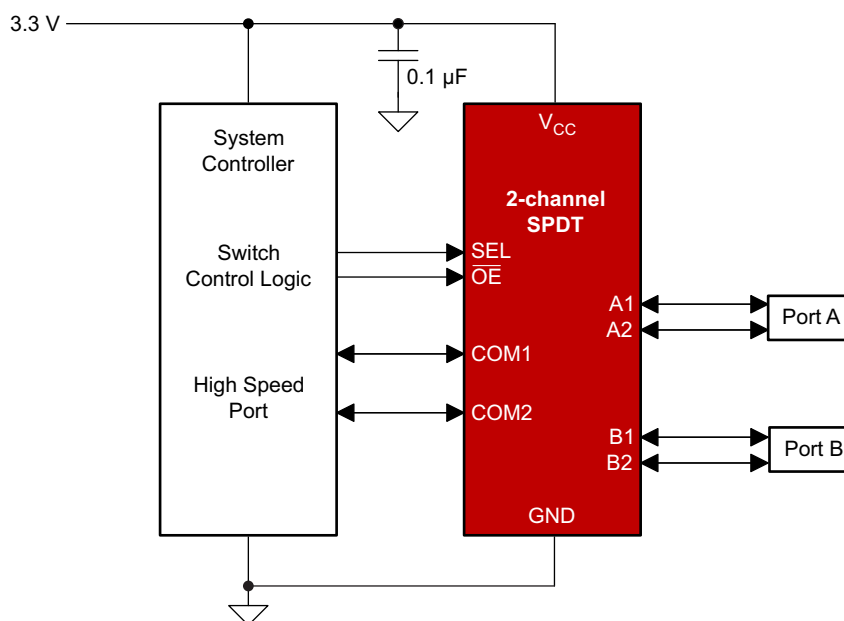 3.3 V
0.1 µF
System
Controller
Switch
Control Logic
High Speed
Port
VCC
2-channel
SPDT
SEL
OE
COM1
COM2
A1
A2
B1
B2
GND
Port A
Port B